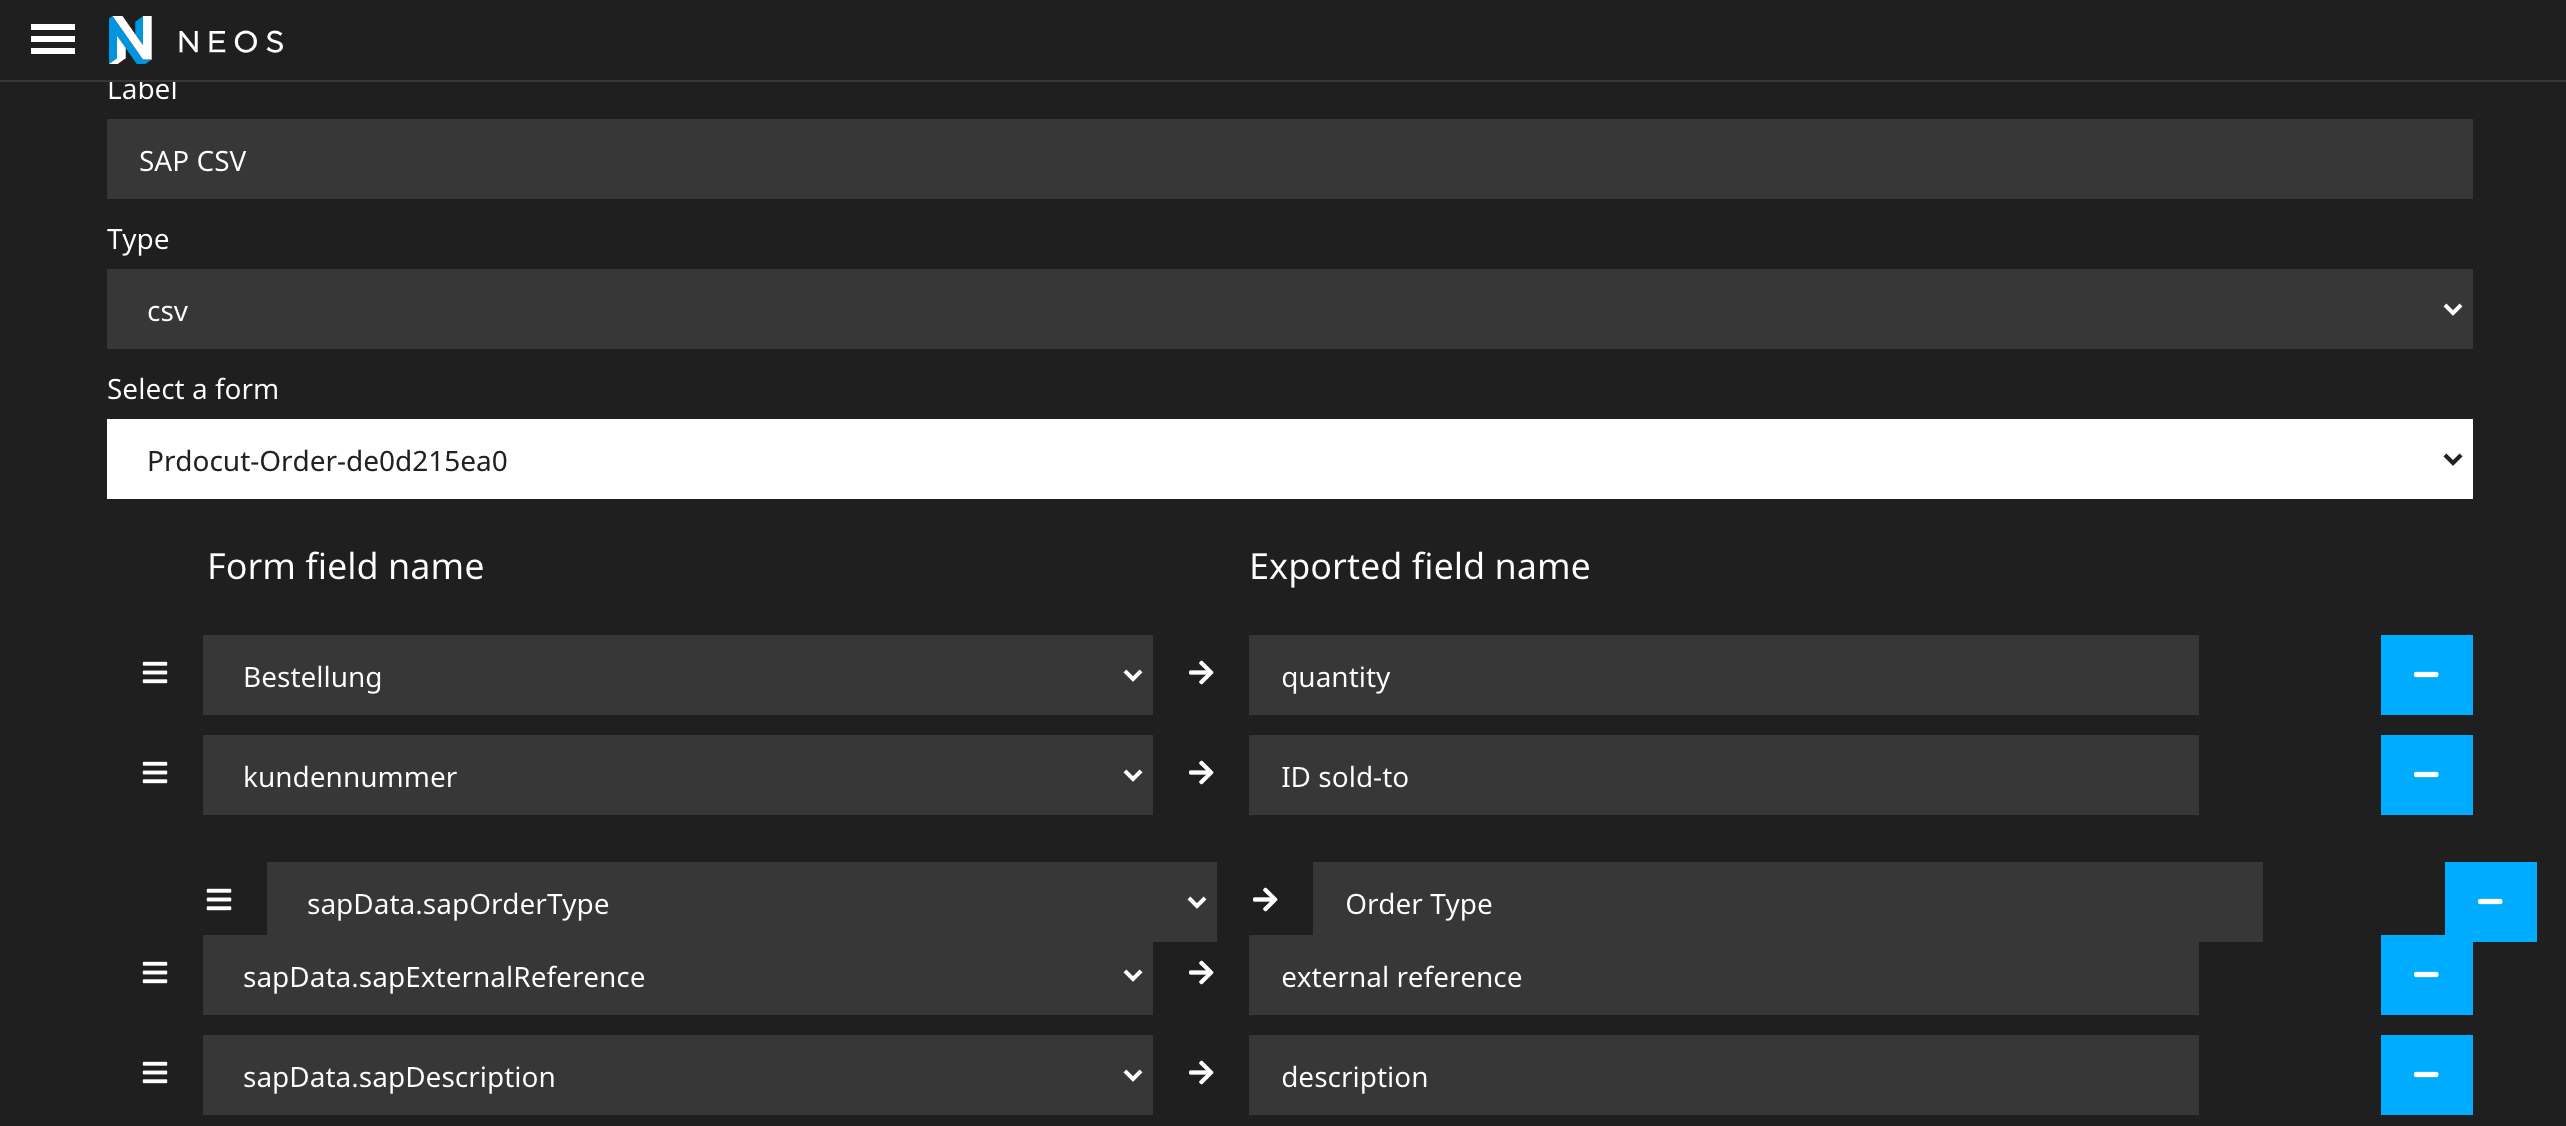 NEOS
Label
SAP CSV
Type
csv
Select a form
Prdocut-Order-de0d215ea0
Form field name Exported field name
Bestellung quantity
kundennummer ID sold-to
sapData.sapOrderType Order Type
sapData.sapExternalReference external reference
sapData.sapDescription description